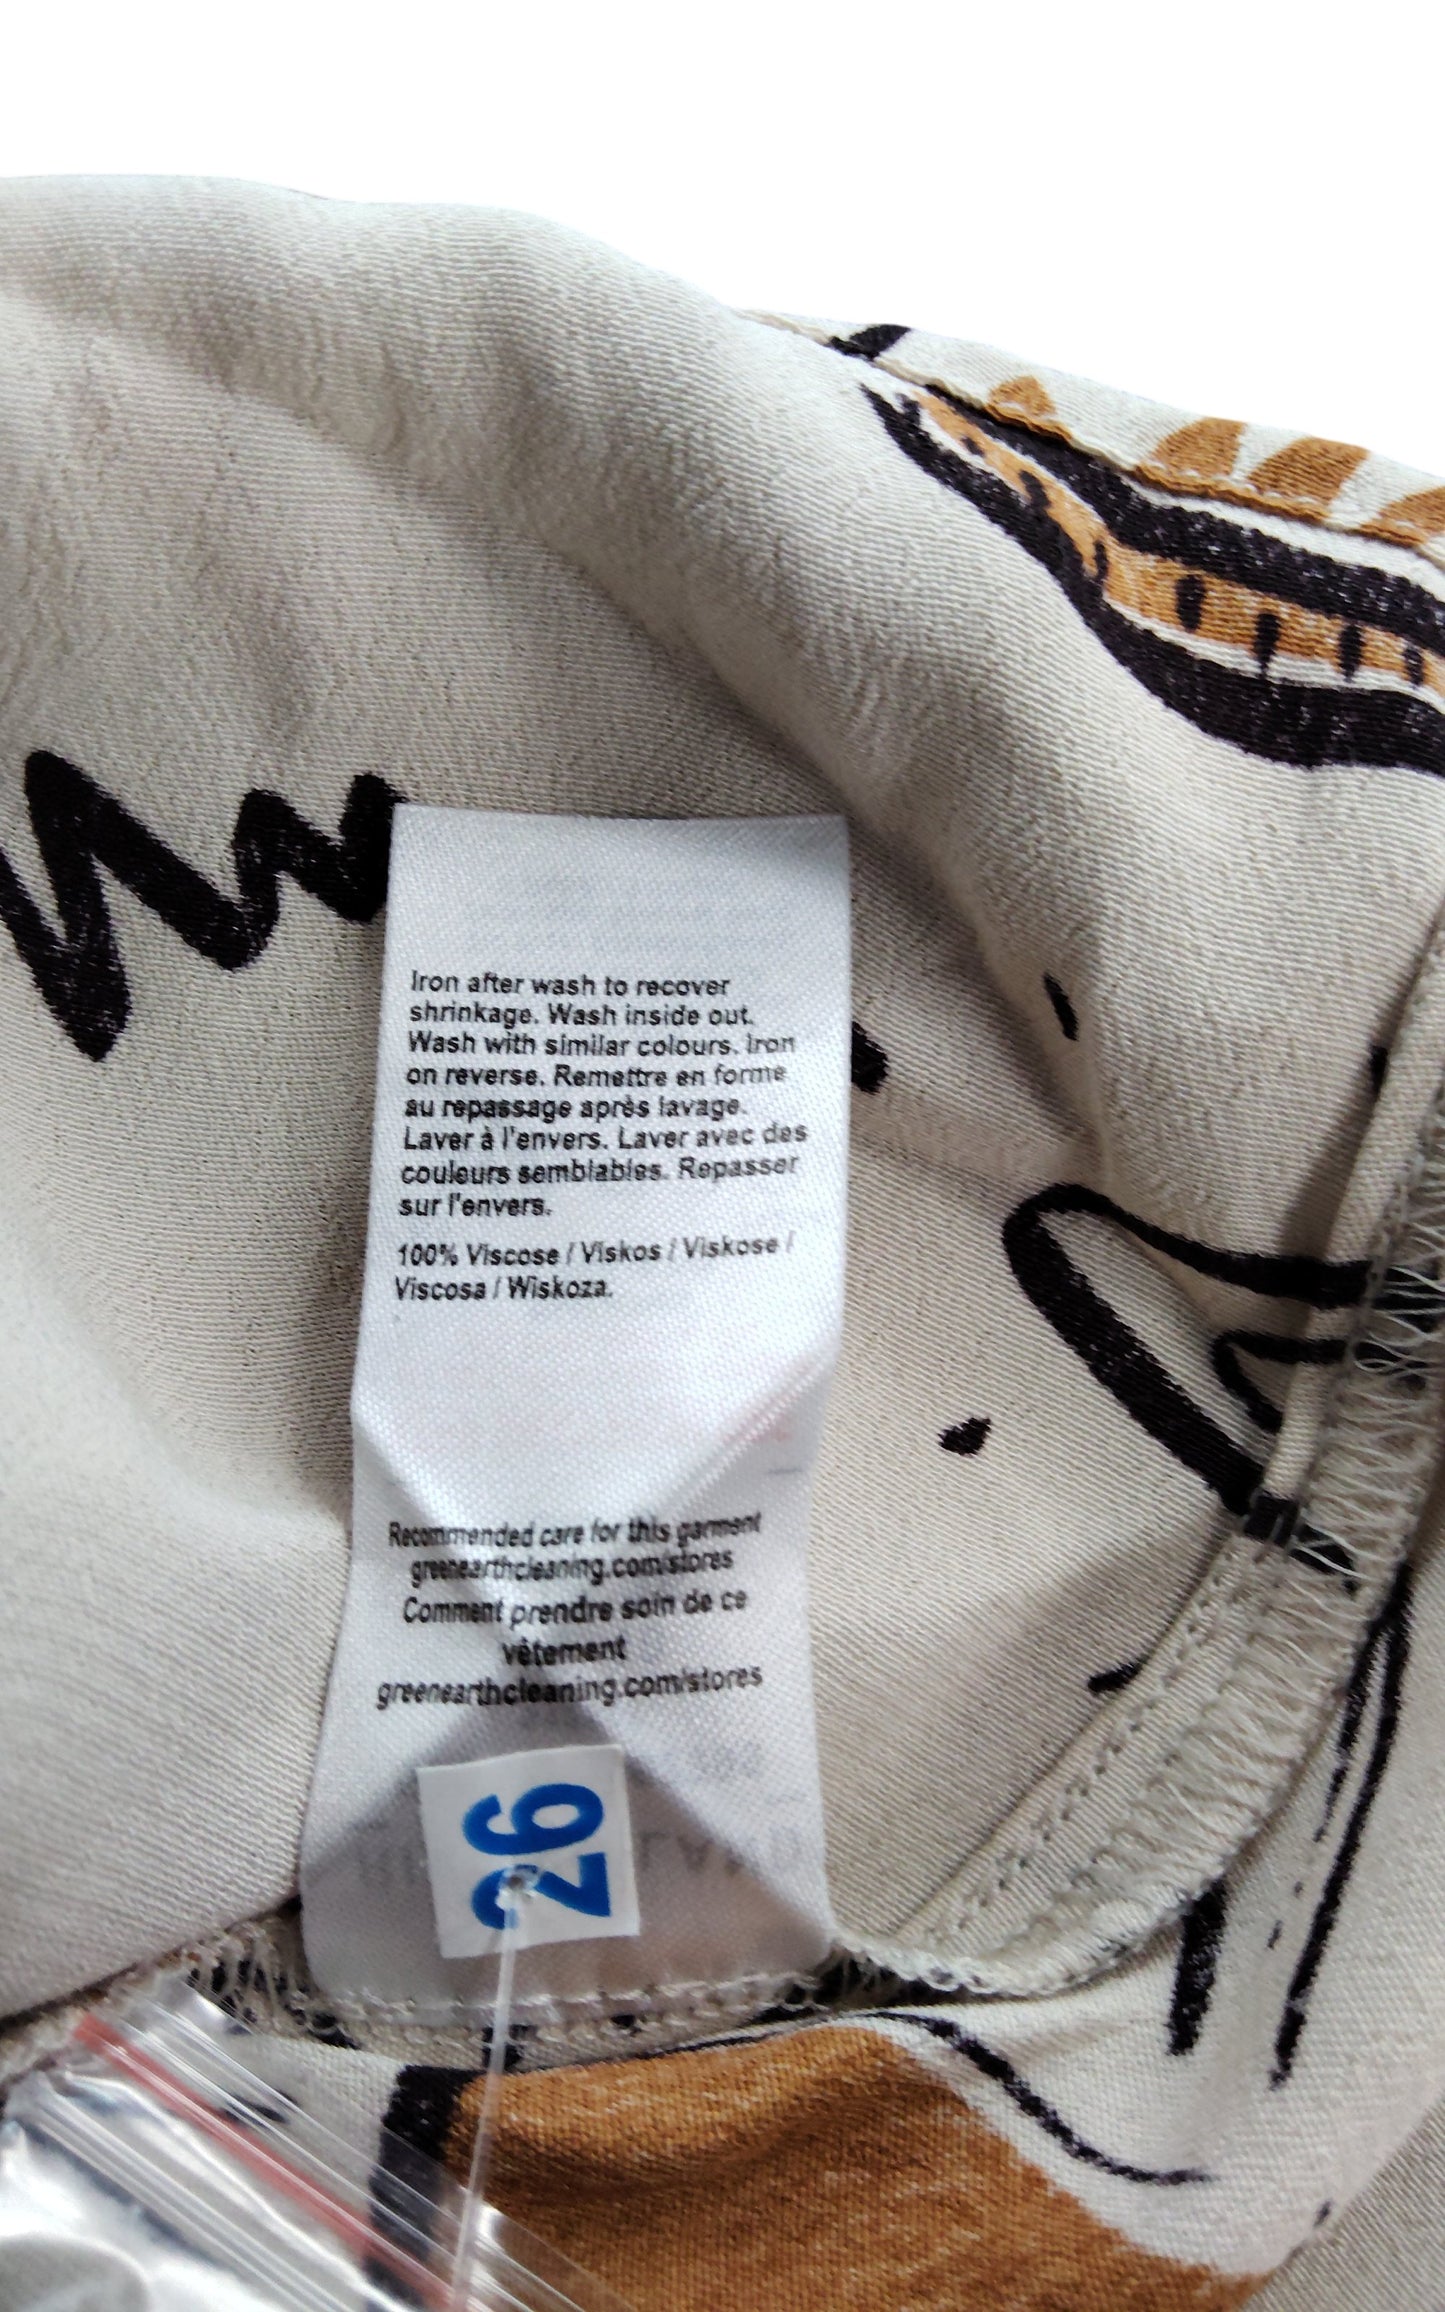 Iron after wash to recover
shrinkage. Wash inside out.
Wash with similar colours. Iron
on reverse. Remettre en forme
au repassage après lavage.
Laver à l'envers. Laver avec des
couleurs semblables. Repasser
sur l'envers.
100% Viscose / Viskos / Viskose /
Viscosa / Wiskoza.
Recommended care for this garment
greenearthcleaning.com/stores
Comment prendre soin de ce
vêtement
greenearthcleaning.com/stores
26